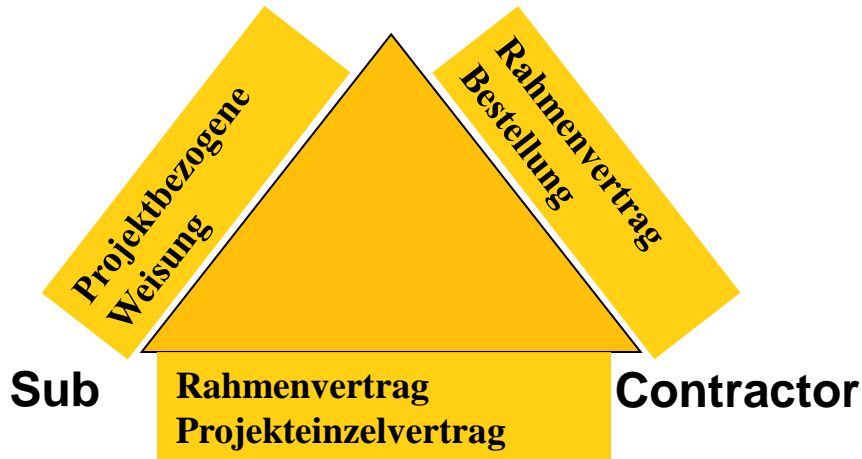 Projektbezogene
Weisung
Rahmenvertrag
Bestellung
Sub
Contractor
Rahmenvertrag
Projekteinzelvertrag